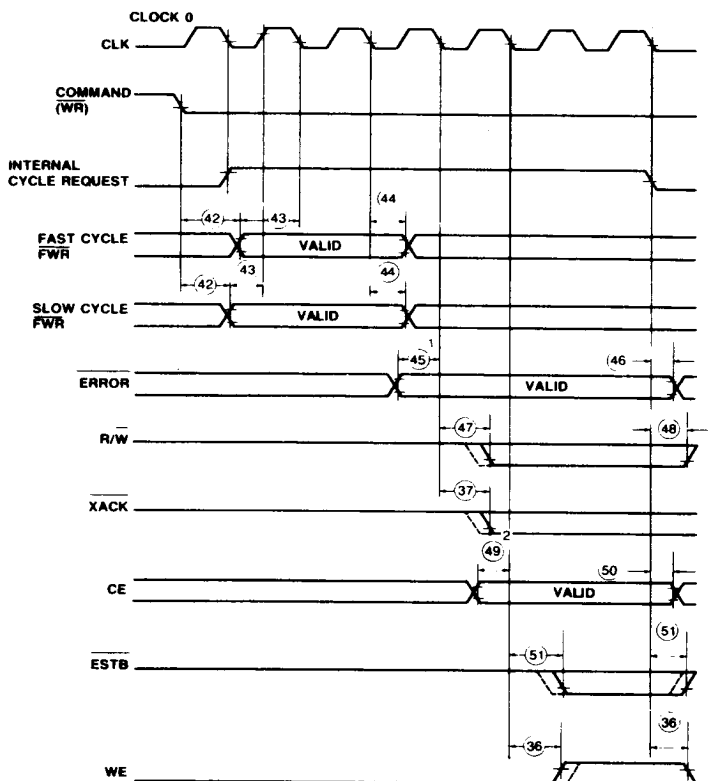 CLOCK 0
CLK
COMMAND
(WR)
INTERNAL
CYCLE REQUEST
44
42 43
FAST CYCLE
FWR
VALID
43 44
42
SLOW CYCLE
FWR
VALID
1
45 46
ERROR
VALID
47 48
R/W
37
XACK
2
49 50
CE
VALID
51
51
ESTB
36
36
WE